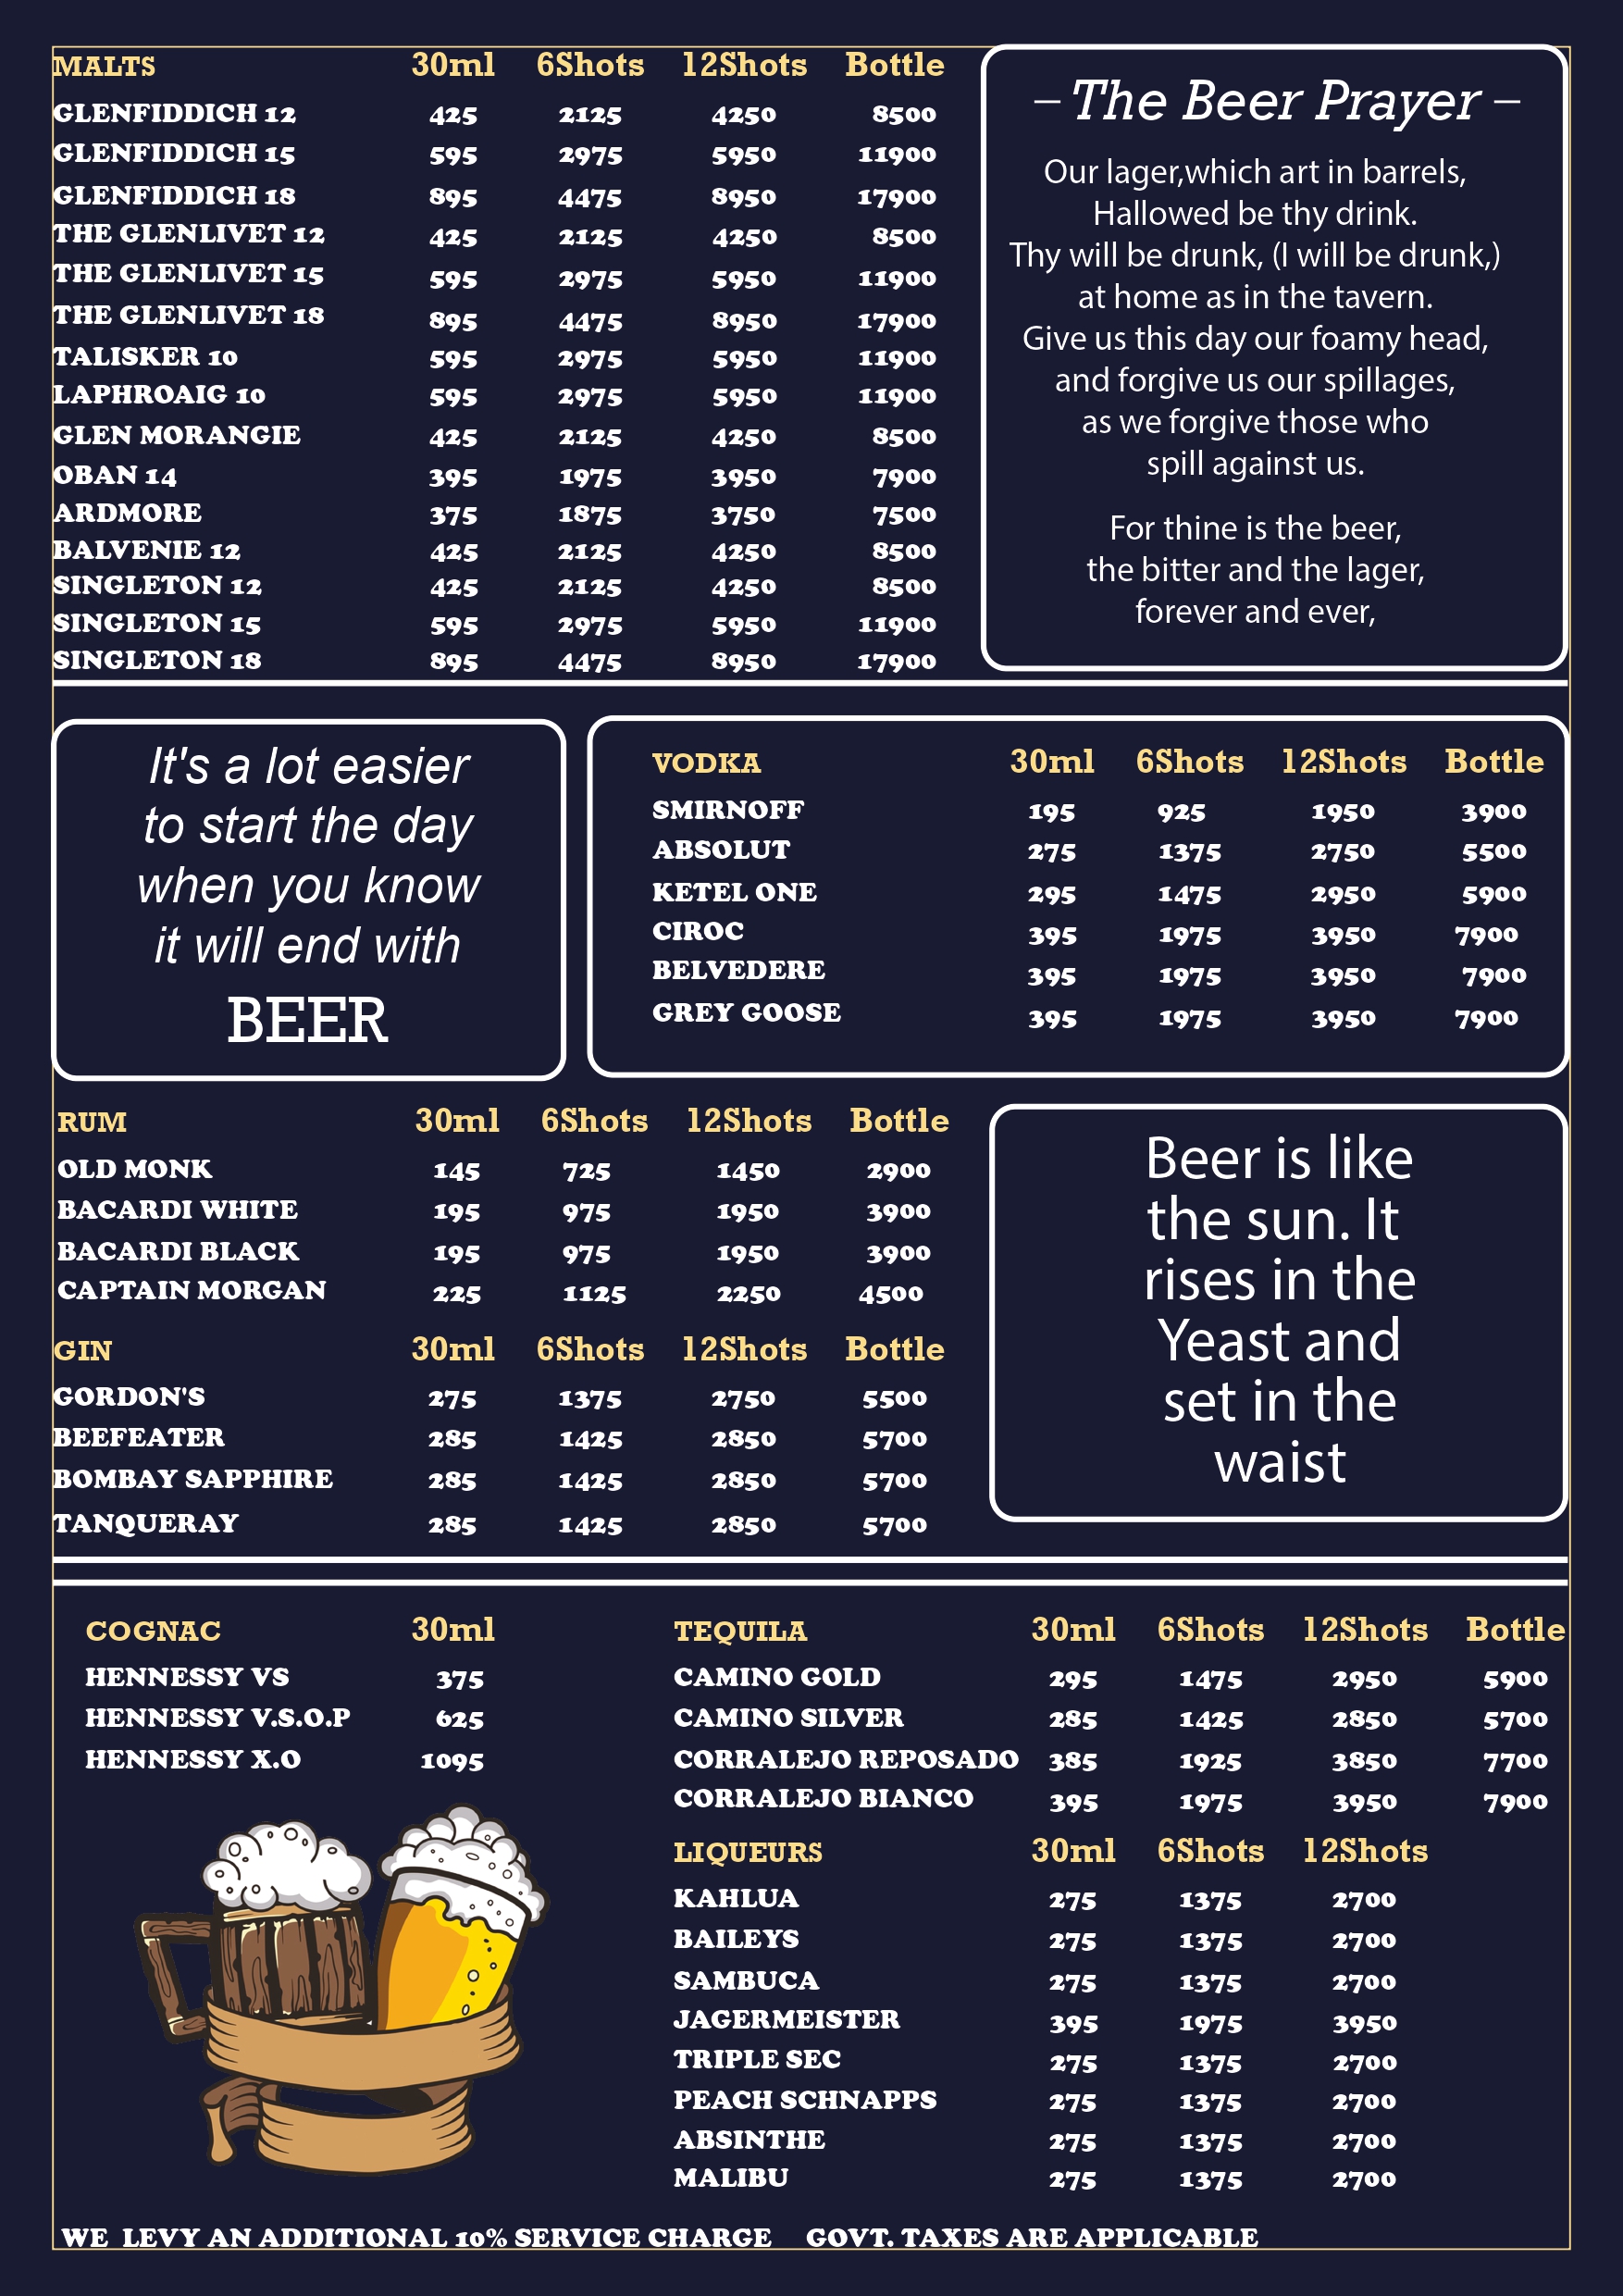 MALTS 30ml 6Shots 12Shots Bottle
GLENFIDDICH 12 425 2125 4250 8500
GLENFIDDICH 15 595 2975 5950 11900
GLENFIDDICH 18 895 4475 8950 17900
THE GLENLIVET 12 425 2125 4250 8500
THE GLENLIVET 15 595 2975 5950 11900
THE GLENLIVET 18 895 4475 8950 17900
TALISKER 10 595 2975 5950 11900
LAPHROAIG 10 595 2975 5950 11900
GLEN MORANGIE 425 2125 4250 8500
OBAN 14 395 1975 3950 7900
ARDMORE 375 1875 3750 7500
BALVENIE 12 425 2125 4250 8500
SINGLETON 12 425 2125 4250 8500
SINGLETON 15 595 2975 5950 11900
SINGLETON 18 895 4475 8950 17900
– The Beer Prayer –
Our lager,which art in barrels,
Hallowed be thy drink.
Thy will be drunk, (I will be drunk,)
at home as in the tavern.
Give us this day our foamy head,
and forgive us our spillages,
as we forgive those who
spill against us.
For thine is the beer,
the bitter and the lager,
forever and ever,
It's a lot easier
to start the day
when you know
it will end with
BEER
VODKA 30ml 6Shots 12Shots Bottle
SMIRNOFF 195 925 1950 3900
ABSOLUT 275 1375 2750 5500
KETEL ONE 295 1475 2950 5900
CIROC 395 1975 3950 7900
BELVEDERE 395 1975 3950 7900
GREY GOOSE 395 1975 3950 7900
RUM 30ml 6Shots 12Shots Bottle
OLD MONK 145 725 1450 2900
BACARDI WHITE 195 975 1950 3900
BACARDI BLACK 195 975 1950 3900
CAPTAIN MORGAN 225 1125 2250 4500
GIN 30ml 6Shots 12Shots Bottle
GORDON'S 275 1375 2750 5500
BEEFEATER 285 1425 2850 5700
BOMBAY SAPPHIRE 285 1425 2850 5700
TANQUERAY 285 1425 2850 5700
Beer is like
the sun. It
rises in the
Yeast and
set in the
waist
COGNAC 30ml
HENNESSY VS 375
HENNESSY V.S.O.P 625
HENNESSY X.O 1095
TEQUILA 30ml 6Shots 12Shots Bottle
CAMINO GOLD 295 1475 2950 5900
CAMINO SILVER 285 1425 2850 5700
CORRALEJO REPOSADO 385 1925 3850 7700
CORRALEJO BIANCO 395 1975 3950 7900
LIQUEURS 30ml 6Shots 12Shots
KAHLUA 275 1375 2700
BAILEYS 275 1375 2700
SAMBUCA 275 1375 2700
JAGERMEISTER 395 1975 3950
TRIPLE SEC 275 1375 2700
PEACH SCHNAPPS 275 1375 2700
ABSINTHE 275 1375 2700
MALIBU 275 1375 2700
WE LEVY AN ADDITIONAL 10% SERVICE CHARGE GOVT. TAXES ARE APPLICABLE